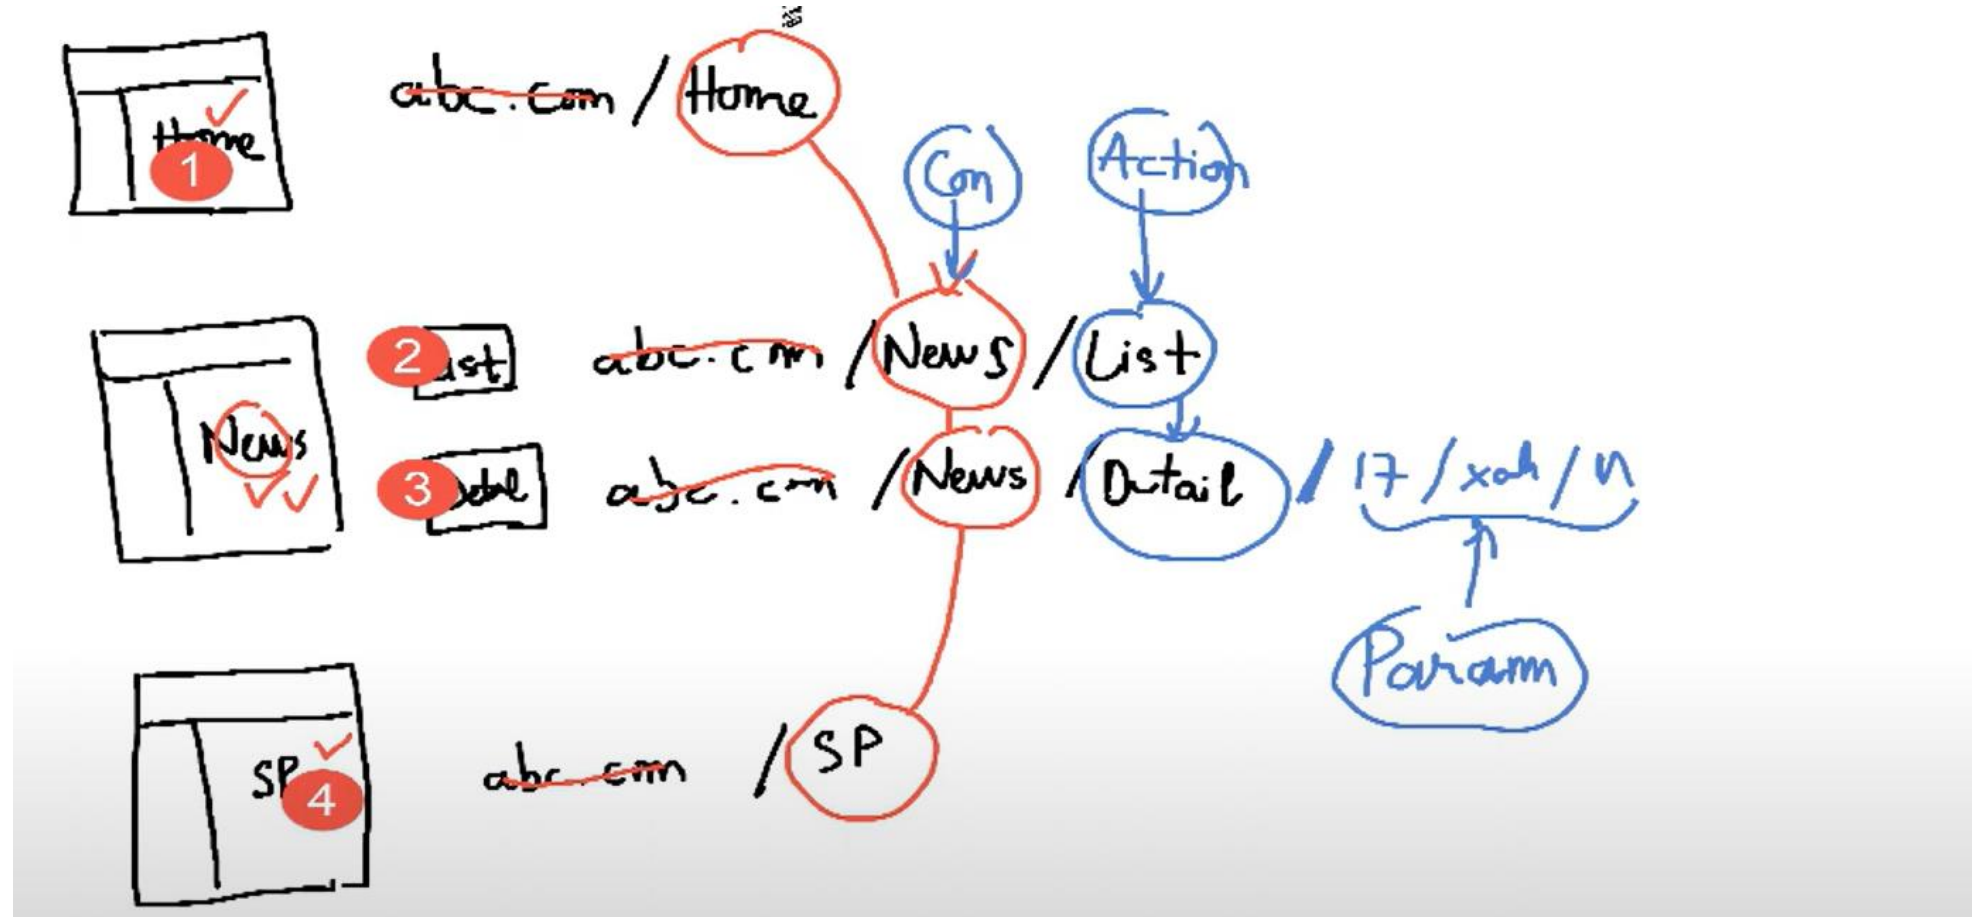 abc.com / Home
Home
1
Con
Action
2
abc.com / News / List
News
3
abc.com / News / Detail / 17 / xoh / n
Param
SP
4
abc.com / SP